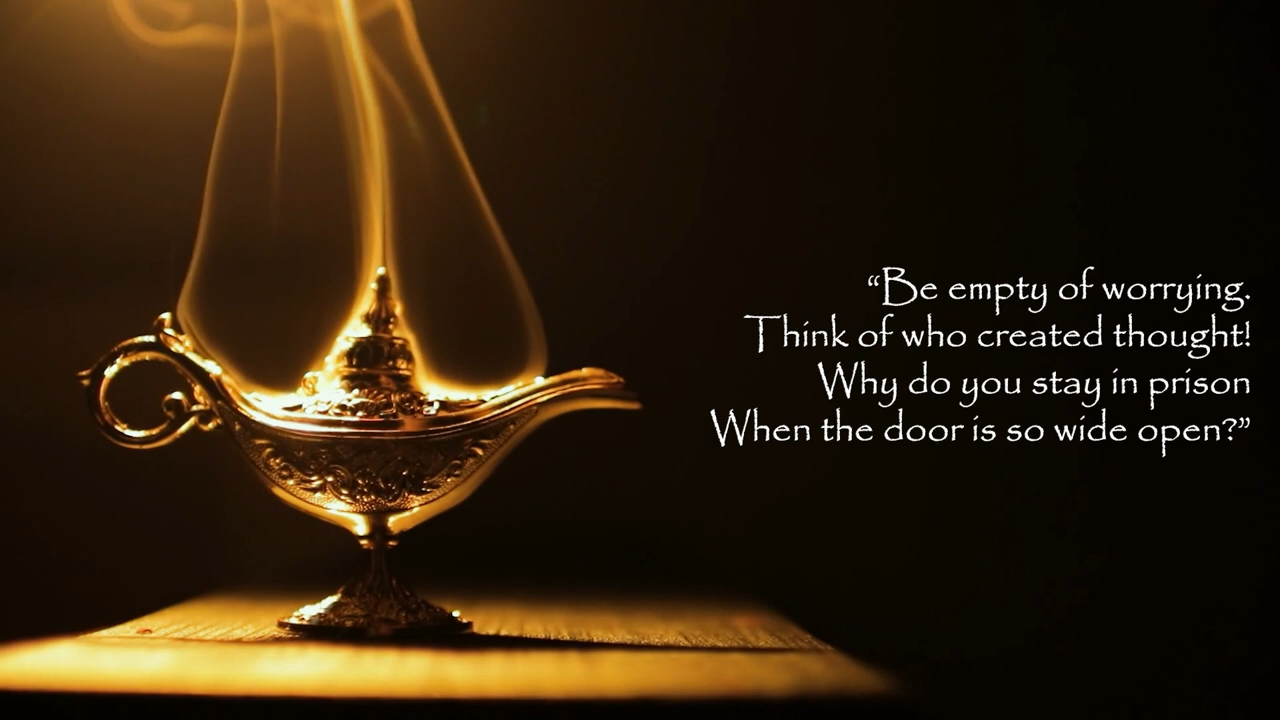 “Be empty of worrying.
Think of who created thought!
Why do you stay in prison
When the door is so wide open?”